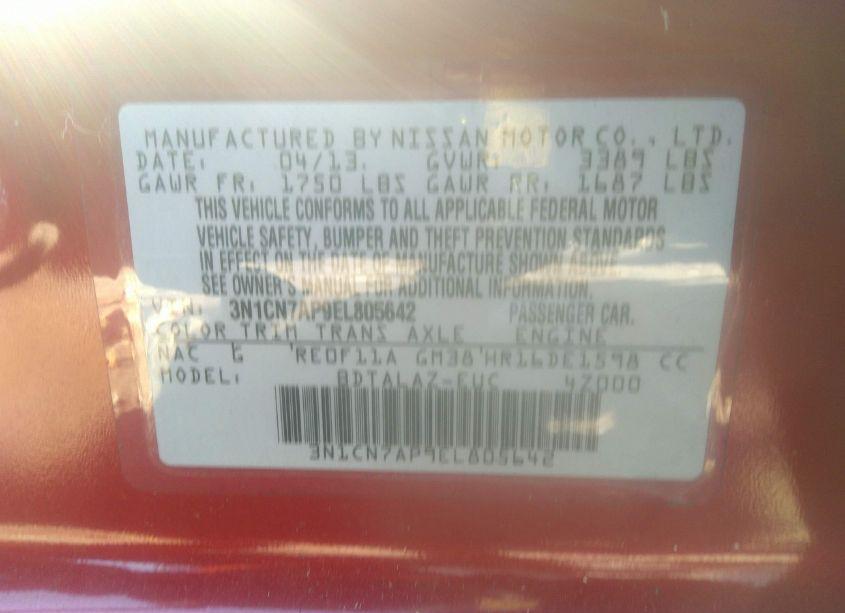 MANUFACTURED BY NISSAN MOTOR CO., LTD.
DATE: 04/13. GVWR: 3389 LBS
GAWR FR: 1750 LBS GAWR RR: 1687 LBS
THIS VEHICLE CONFORMS TO ALL APPLICABLE FEDERAL MOTOR
VEHICLE SAFETY, BUMPER AND THEFT PREVENTION STANDARDS
IN EFFECT ON THE DATE OF MANUFACTURE SHOWN ABOVE.
SEE OWNER'S MANUAL FOR ADDITIONAL INFORMATION.
VIN: 3N1CN7AP9EL805642 PASSENGER CAR.
COLOR TRIM TRANS AXLE ENGINE
NAC G RE0F11A GM38 HR16DE1598 CC
MODEL: BDTALAZ-EUC 4Z000
3N1CN7AP9EL805642